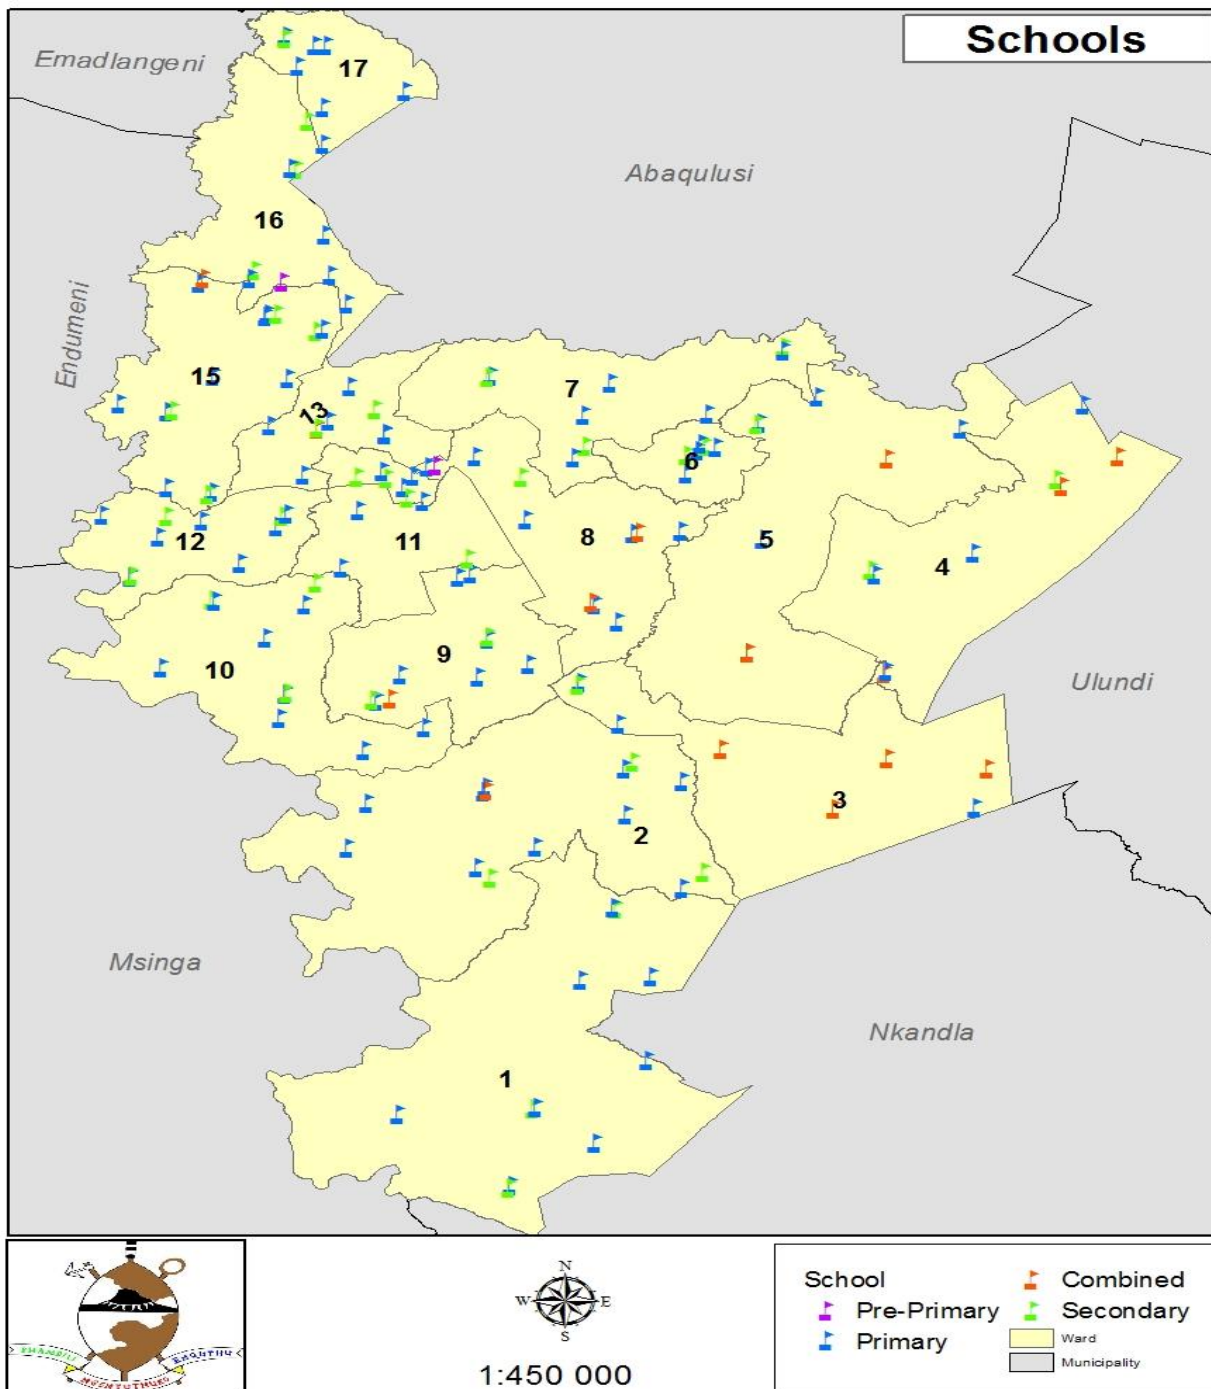 Schools
Emadlangeni
17
Abaqulusi
16
Endumeni
15
13
7
6
12
11
8
5
4
10
9
Ulundi
3
2
Msinga
Nkandla
1
N
W E
S
1:450 000
School
Pre-Primary
Primary
Combined
Secondary
Ward
Municipality